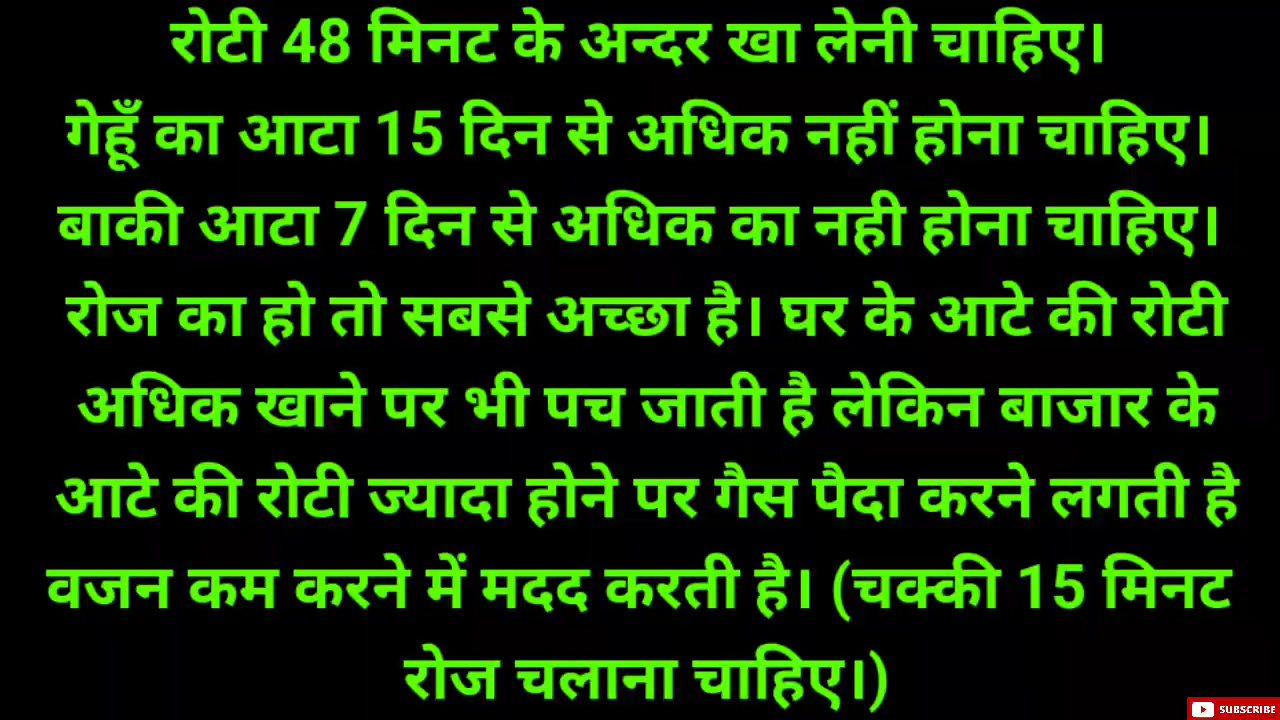 रोटी 48 मिनट के अन्दर खा लेनी चाहिए।
गेहूँ का आटा 15 दिन से अधिक नहीं होना चाहिए।
बाकी आटा 7 दिन से अधिक का नही होना चाहिए।
रोज का हो तो सबसे अच्छा है। घर के आटे की रोटी
अधिक खाने पर भी पच जाती है लेकिन बाजार के
आटे की रोटी ज्यादा होने पर गैस पैदा करने लगती है
वजन कम करने में मदद करती है। (चक्की 15 मिनट
रोज चलाना चाहिए।)
SUBSCRIBE